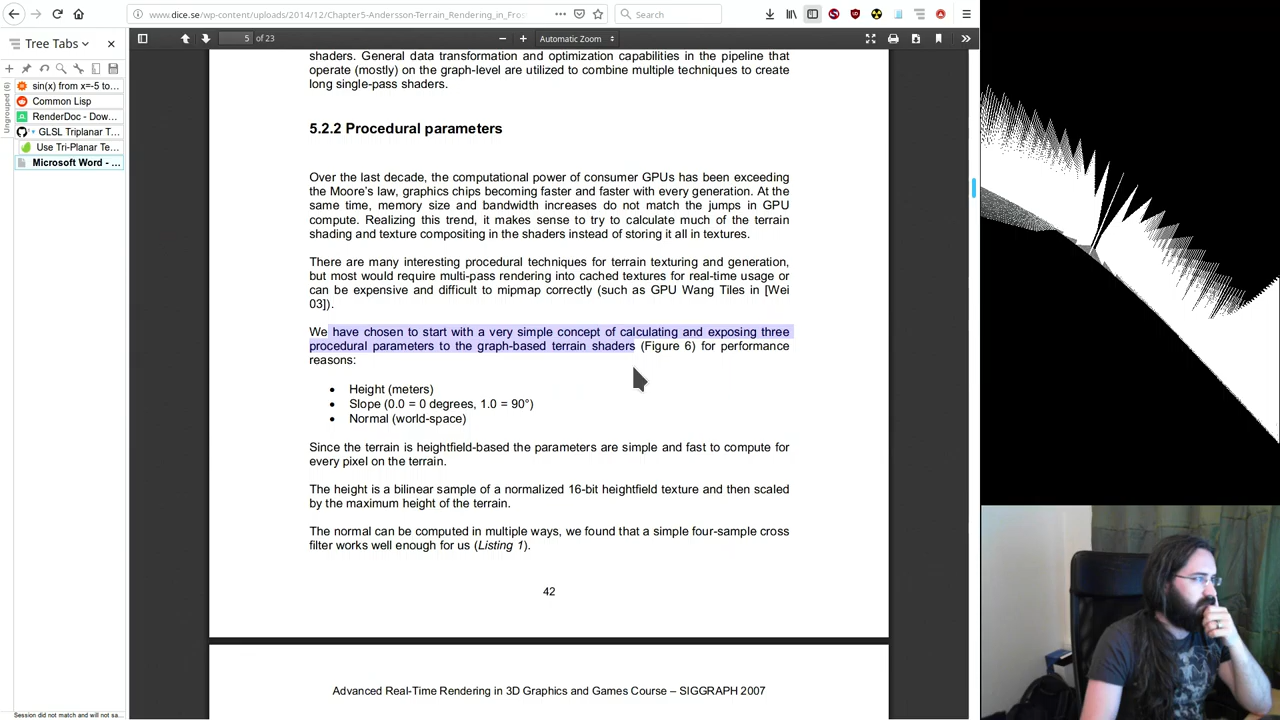 www.dice.se/wp-content/uploads/2014/12/Chapter5-Andersson-Terrain_Rendering_in_Fros
Search
Tree Tabs
5 of 23
Automatic Zoom
Ungrouped (6)
sin(x) from x=-5 to...
Common Lisp
RenderDoc - Dow...
GLSL Triplanar T...
Use Tri-Planar Te...
Microsoft Word - ...
shaders. General data transformation and optimization capabilities in the pipeline that
operate (mostly) on the graph-level are utilized to combine multiple techniques to create
long single-pass shaders.
5.2.2 Procedural parameters
Over the last decade, the computational power of consumer GPUs has been exceeding
the Moore's law, graphics chips becoming faster and faster with every generation. At the
same time, memory size and bandwidth increases do not match the jumps in GPU
compute. Realizing this trend, it makes sense to try to calculate much of the terrain
shading and texture compositing in the shaders instead of storing it all in textures.
There are many interesting procedural techniques for terrain texturing and generation,
but most would require multi-pass rendering into cached textures for real-time usage or
can be expensive and difficult to mipmap correctly (such as GPU Wang Tiles in [Wei
03]).
We have chosen to start with a very simple concept of calculating and exposing three
procedural parameters to the graph-based terrain shaders (Figure 6) for performance
reasons:
• Height (meters)
• Slope (0.0 = 0 degrees, 1.0 = 90°)
• Normal (world-space)
Since the terrain is heightfield-based the parameters are simple and fast to compute for
every pixel on the terrain.
The height is a bilinear sample of a normalized 16-bit heightfield texture and then scaled
by the maximum height of the terrain.
The normal can be computed in multiple ways, we found that a simple four-sample cross
filter works well enough for us (Listing 1).
42
Advanced Real-Time Rendering in 3D Graphics and Games Course – SIGGRAPH 2007
Session did not match and will not sa...